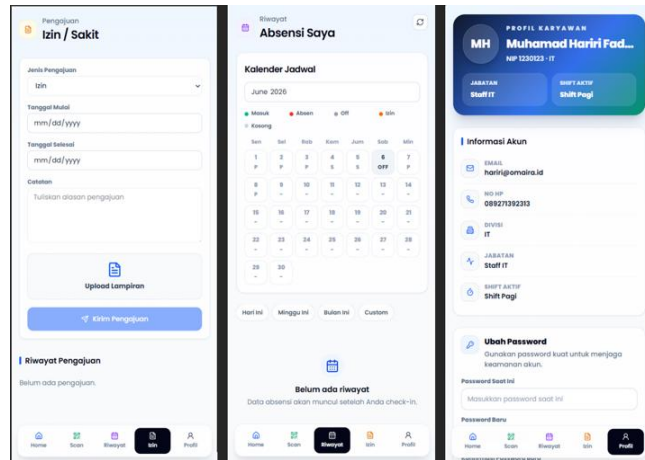 Pengajuan
Izin / Sakit
Jenis Pengajuan
Izin
Tanggal Mulai
mm/dd/yyyy
Tanggal Selesai
mm/dd/yyyy
Catatan
Tuliskan alasan pengajuan
Upload Lampiran
Kirim Pengajuan
Riwayat Pengajuan
Belum ada pengajuan.
Home Scan Riwayat Izin Profil
Riwayat
Absensi Saya
Kalender Jadwal
June 2026
Masuk Absen Off Izin
Kosong
Sen Sel Rab Kam Jum Sab Min
1 2 3 4 5 6 7
P P P S S OFF P
8 9 10 11 12 13 14
P - - - - - -
15 16 17 18 19 20 21
- - - - - - -
22 23 24 25 26 27 28
- - - - - - -
29 30
- -
Hari Ini Minggu Ini Bulan Ini Custom
Belum ada riwayat
Data absensi akan muncul setelah Anda check-in.
Home Scan Riwayat Izin Profil
PROFIL KARYAWAN
MH Muhamad Hariri Fad...
NIP 1230123 · IT
JABATAN
Staff IT
SHIFT AKTIF
Shift Pagi
Informasi Akun
EMAIL
hariri@omaira.id
NO HP
089271392313
DIVISI
IT
JABATAN
Staff IT
SHIFT AKTIF
Shift Pagi
Ubah Password
Gunakan password kuat untuk menjaga
keamanan akun.
Password Saat Ini
Masukkan password saat ini
Password Baru
Home Scan Riwayat Izin Profil